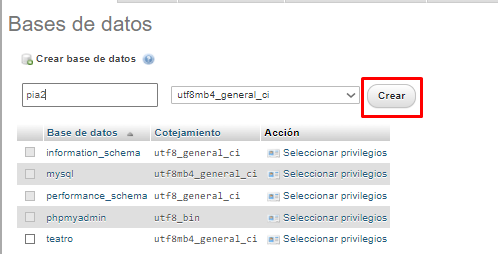 Bases de datos
Crear base de datos
pia2 utf8mb4_general_ci Crear
Base de datos Cotejamiento Acción
information_schema utf8_general_ci Seleccionar privilegios
mysql utf8mb4_general_ci Seleccionar privilegios
performance_schema utf8_general_ci Seleccionar privilegios
phpmyadmin utf8_bin Seleccionar privilegios
teatro utf8mb4_general_ci Seleccionar privilegios